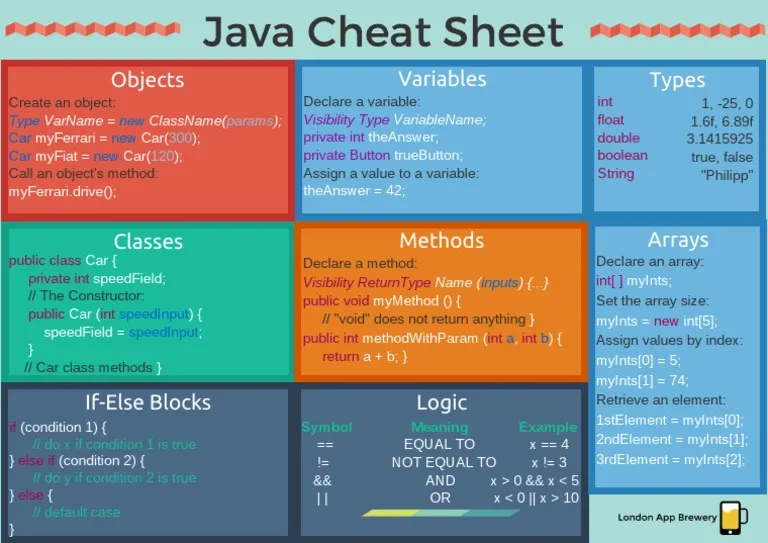 Java Cheat Sheet
Objects
Create an object:
Type VarName = new ClassName(params);
Car myFerrari = new Car(300);
Car myFiat = new Car(120);
Call an object's method:
myFerrari.drive();
Variables
Declare a variable:
Visibility Type VariableName;
private int theAnswer;
private Button trueButton;
Assign a value to a variable:
theAnswer = 42;
Types
int 1, -25, 0
float 1.6f, 6.89f
double 3.1415925
boolean true, false
String "Philipp"
Classes
public class Car {
private int speedField;
// The Constructor:
public Car (int speedInput) {
speedField = speedInput;
}
// Car class methods }
Methods
Declare a method:
Visibility ReturnType Name (inputs) {...}
public void myMethod () {
// "void" does not return anything }
public int methodWithParam (int a, int b) {
return a + b; }
Arrays
Declare an array:
int[ ] myInts;
Set the array size:
myInts = new int[5];
Assign values by index:
myInts[0] = 5;
myInts[1] = 74;
Retrieve an element:
1stElement = myInts[0];
2ndElement = myInts[1];
3rdElement = myInts[2];
If-Else Blocks
if (condition 1) {
// do x if condition 1 is true
} else if (condition 2) {
// do y if condition 2 is true
} else {
// default case
}
Logic
Symbol Meaning Example
== EQUAL TO x == 4
!= NOT EQUAL TO x != 3
&& AND x > 0 && x < 5
| | OR x < 0 || x > 10
London App Brewery